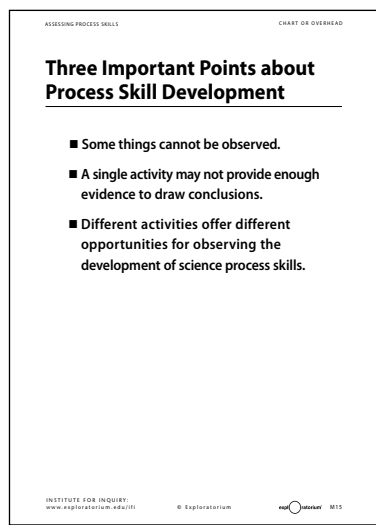 ASSESSING PROCESS SKILLS
CHART OR OVERHEAD
Three Important Points about
Process Skill Development
■ Some things cannot be observed.
■ A single activity may not provide enough
evidence to draw conclusions.
■ Different activities offer different
opportunities for observing the
development of science process skills.
INSTITUTE FOR INQUIRY:
www.exploratorium.edu/ifi
© Exploratorium
exploratorium
M15